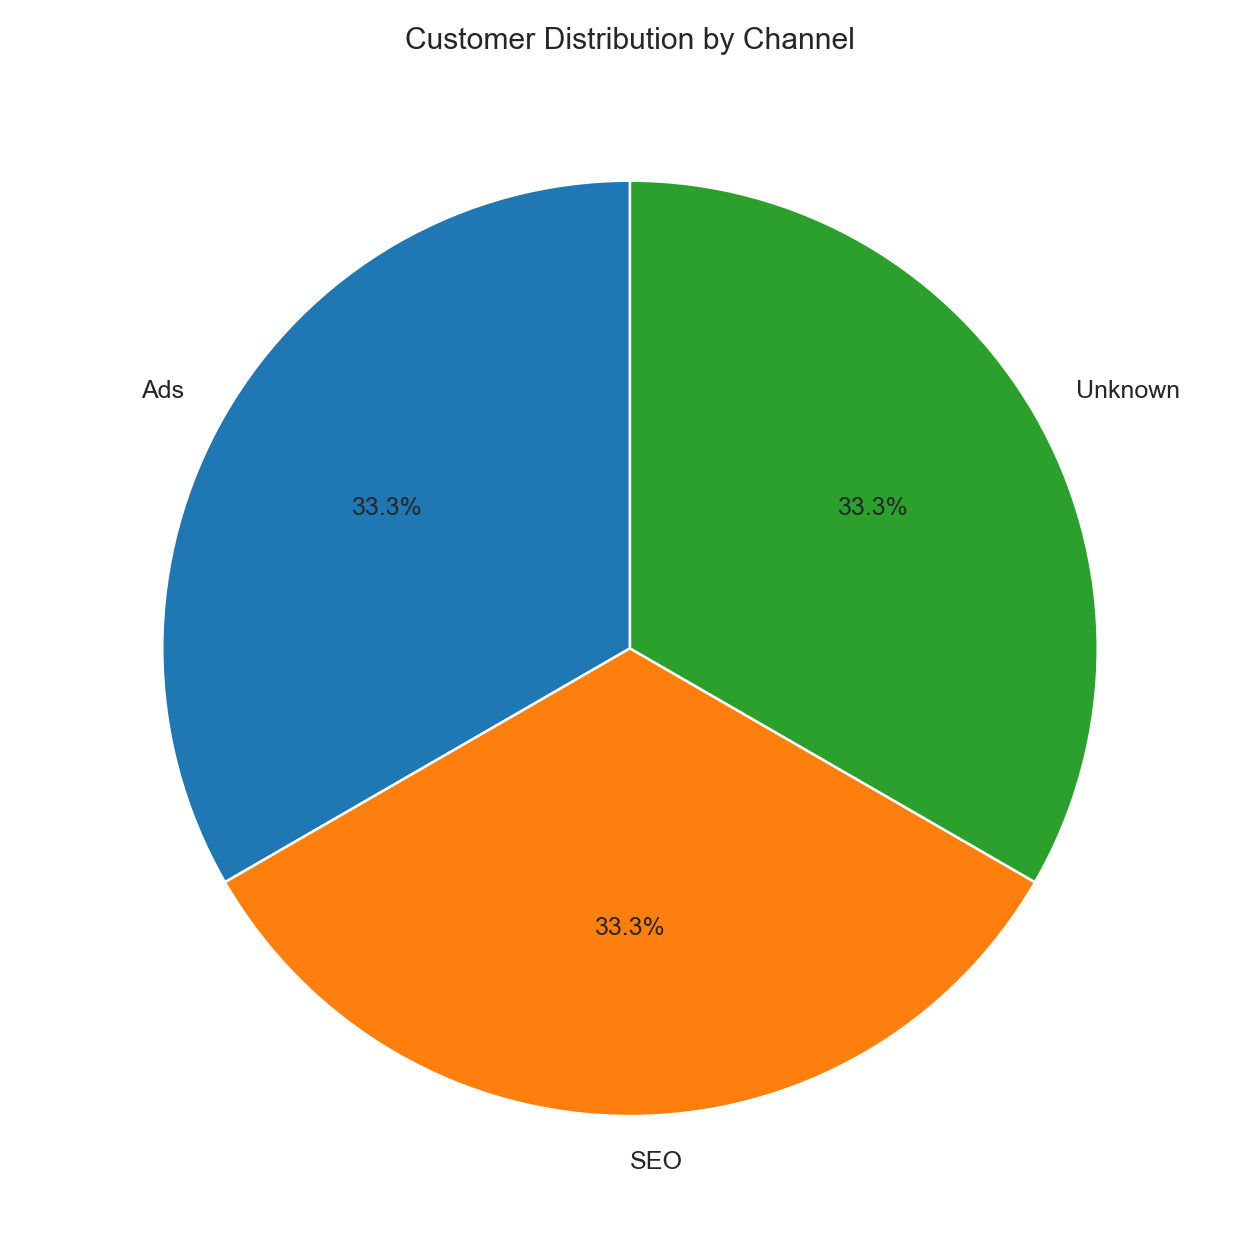 Customer Distribution by Channel
Ads
Unknown
33.3%
33.3%
33.3%
SEO